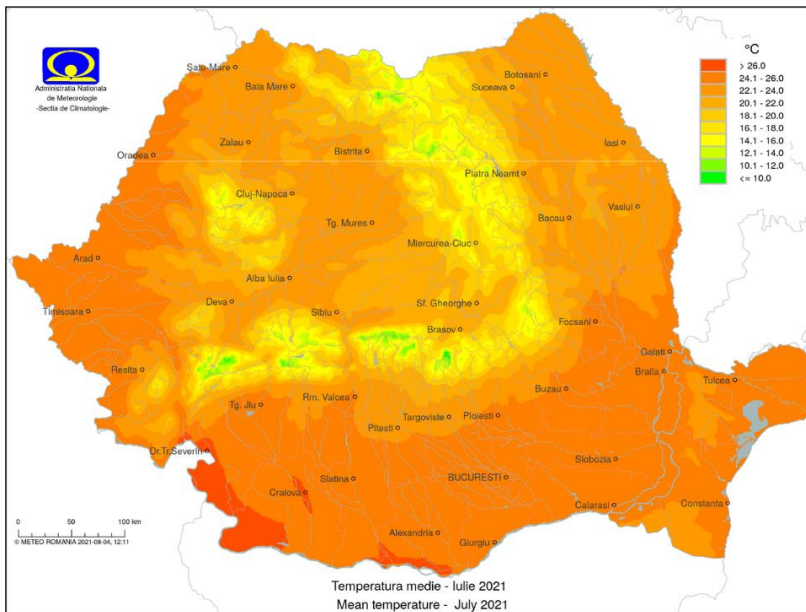 Administratia Nationala
de Meteorologie
-Sectia de Climatologie-
°C
> 26.0
24.1 - 26.0
22.1 - 24.0
20.1 - 22.0
18.1 - 20.0
16.1 - 18.0
14.1 - 16.0
12.1 - 14.0
10.1 - 12.0
<= 10.0
Satu-Mare
Baia Mare
Botosani
Suceava
Zalau
Bistrita
Iasi
Oradea
Piatra Neamt
Cluj-Napoca
Vaslui
Tg. Mures
Bacau
Miercurea-Ciuc
Arad
Alba Iulia
Deva
Sibiu
Sf. Gheorghe
Timisoara
Brasov
Focsani
Galati
Resita
Braila
Tulcea
Buzau
Rm. Valcea
Tg. Jiu
Targoviste
Ploiesti
Pitesti
Dr.Tr.Severin
Slobozia
Slatina
BUCURESTI
Craiova
Calarasi
Constanta
Alexandria
Giurgiu
0 50 100 km
© METEO ROMANIA 2021-08-04, 12:11
Temperatura medie - Iulie 2021
Mean temperature - July 2021